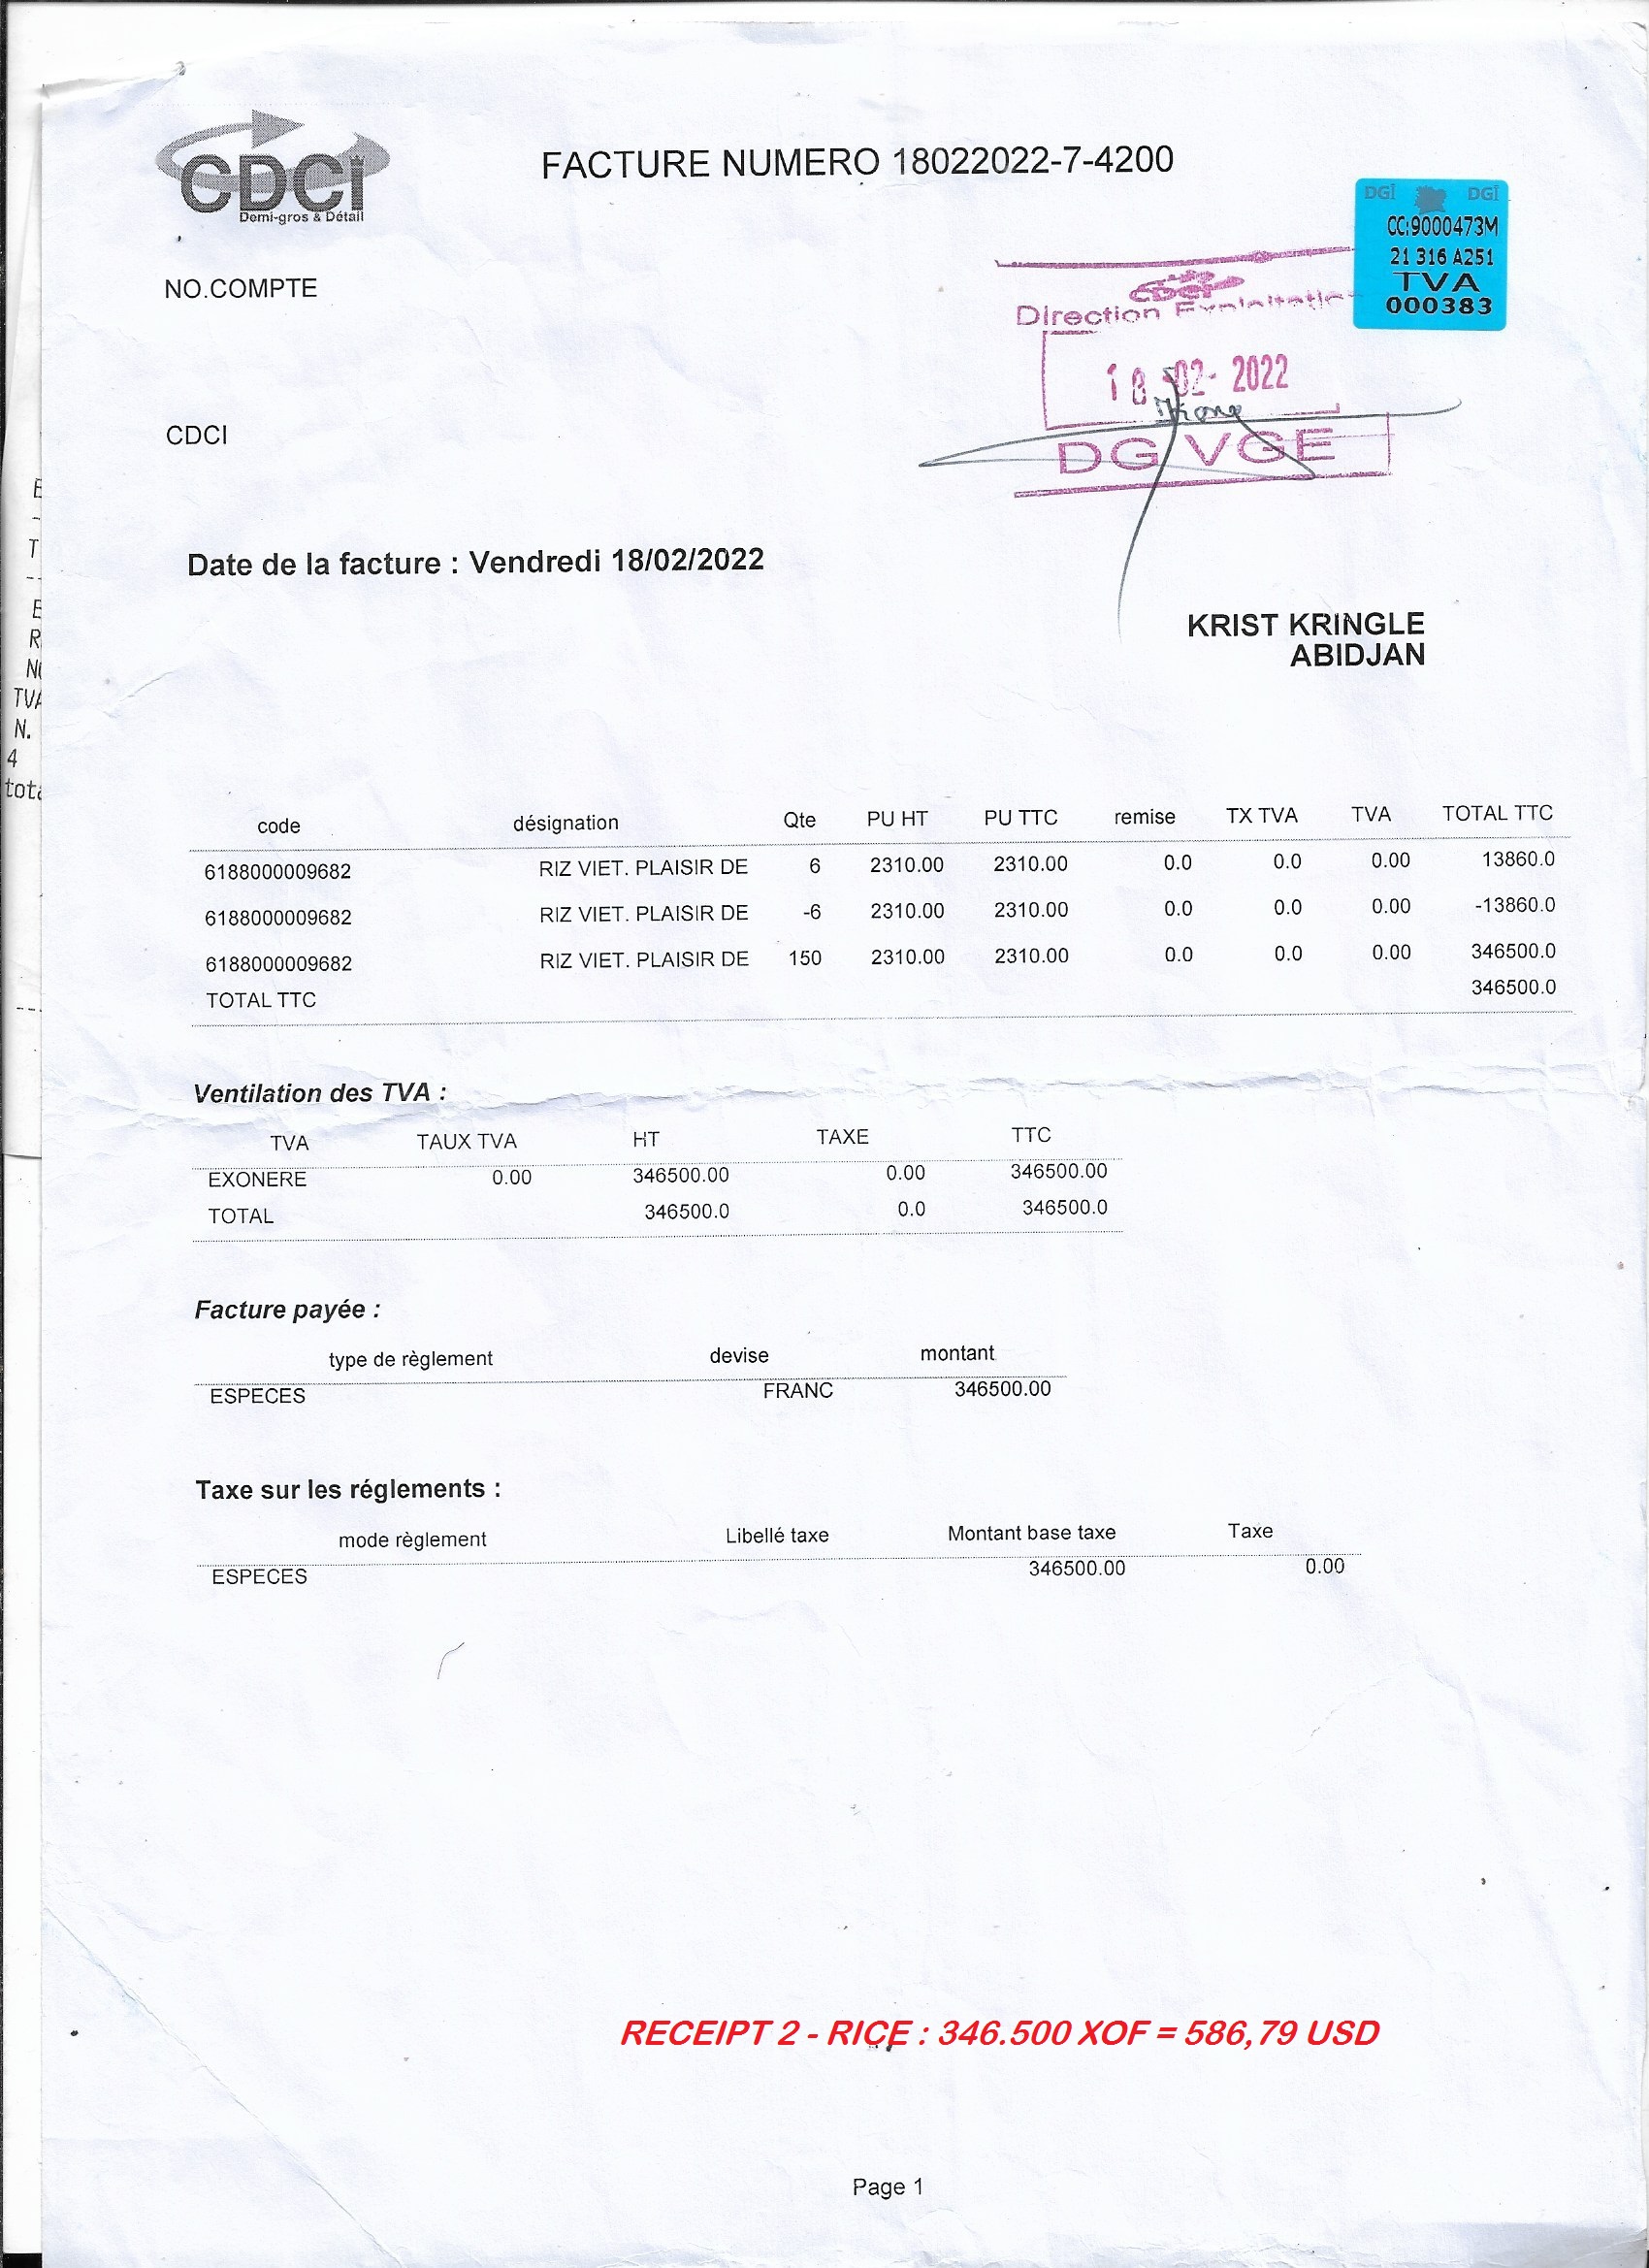 CDCI
Demi-gros & Détail
FACTURE NUMERO 18022022-7-4200
DGI DGI
CC:9000473M
21 316 A251
TVA
000383
NO.COMPTE
CDCI
Direction Exploitation
18 -02- 2022
DG VGE
CDCI
Date de la facture : Vendredi 18/02/2022
KRIST KRINGLE
ABIDJAN
code désignation Qte PU HT PU TTC remise TX TVA TVA TOTAL TTC
6188000009682 RIZ VIET. PLAISIR DE 6 2310.00 2310.00 0.0 0.0 0.00 13860.0
6188000009682 RIZ VIET. PLAISIR DE -6 2310.00 2310.00 0.0 0.0 0.00 -13860.0
6188000009682 RIZ VIET. PLAISIR DE 150 2310.00 2310.00 0.0 0.0 0.00 346500.0
TOTAL TTC 346500.0
Ventilation des TVA :
TVA TAUX TVA HT TAXE TTC
EXONERE 0.00 346500.00 0.00 346500.00
TOTAL 346500.0 0.0 346500.0
Facture payée :
type de règlement devise montant
ESPECES FRANC 346500.00
Taxe sur les réglements :
mode règlement Libellé taxe Montant base taxe Taxe
ESPECES 346500.00 0.00
RECEIPT 2 - RICE : 346.500 XOF = 586,79 USD
Page 1